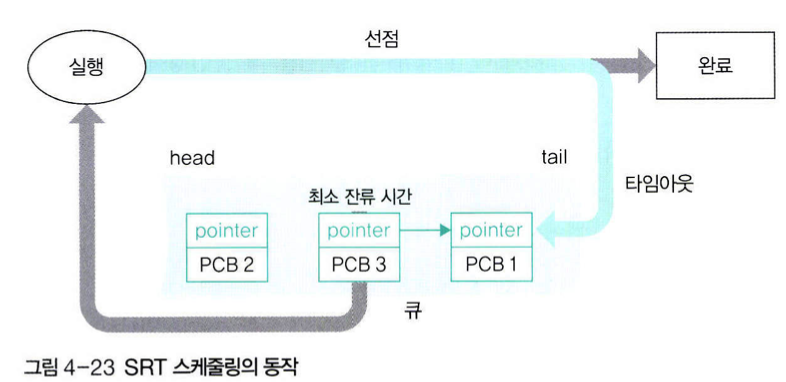 선점
실행
완료
head
tail
타임아웃
최소 잔류 시간
pointer
pointer
pointer
PCB 2
PCB 3
PCB 1
큐
그림 4-23 SRT 스케줄링의 동작